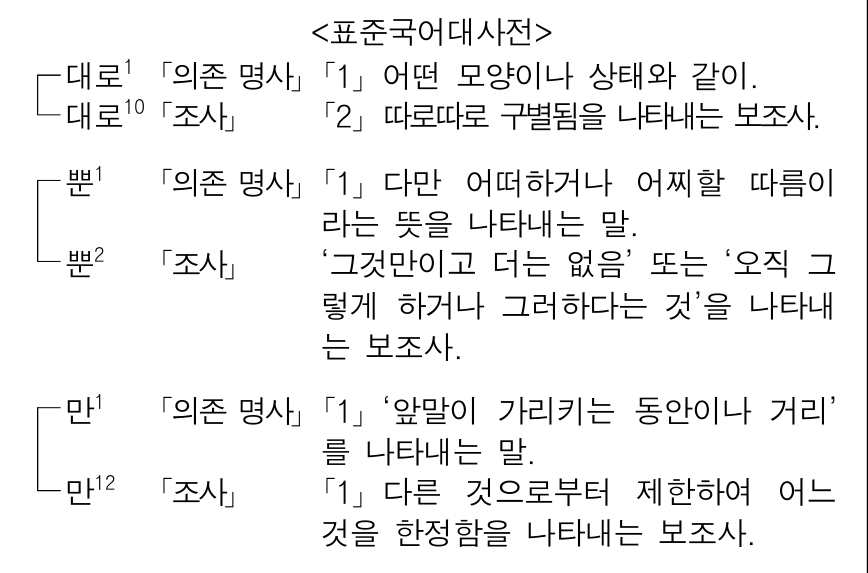 <표준국어대사전>
대로1 「의존 명사」 「1」 어떤 모양이나 상태와 같이.
대로10 「조사」 「2」 따로따로 구별됨을 나타내는 보조사.
뿐1 「의존 명사」 「1」 다만 어떠하거나 어찌할 따름이
라는 뜻을 나타내는 말.
뿐2 「조사」 ‘그것만이고 더는 없음’ 또는 ‘오직 그
렇게 하거나 그러하다는 것’을 나타내
는 보조사.
만1 「의존 명사」 「1」 ‘앞말이 가리키는 동안이나 거리’
를 나타내는 말.
만12 「조사」 「1」 다른 것으로부터 제한하여 어느
것을 한정함을 나타내는 보조사.